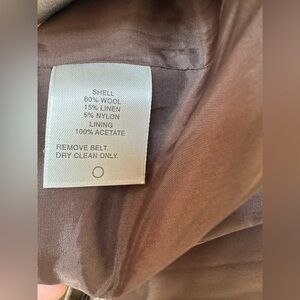 SHELL
80% WOOL
15% LINEN
5% NYLON
LINING
100% ACETATE
REMOVE BELT.
DRY CLEAN ONLY.